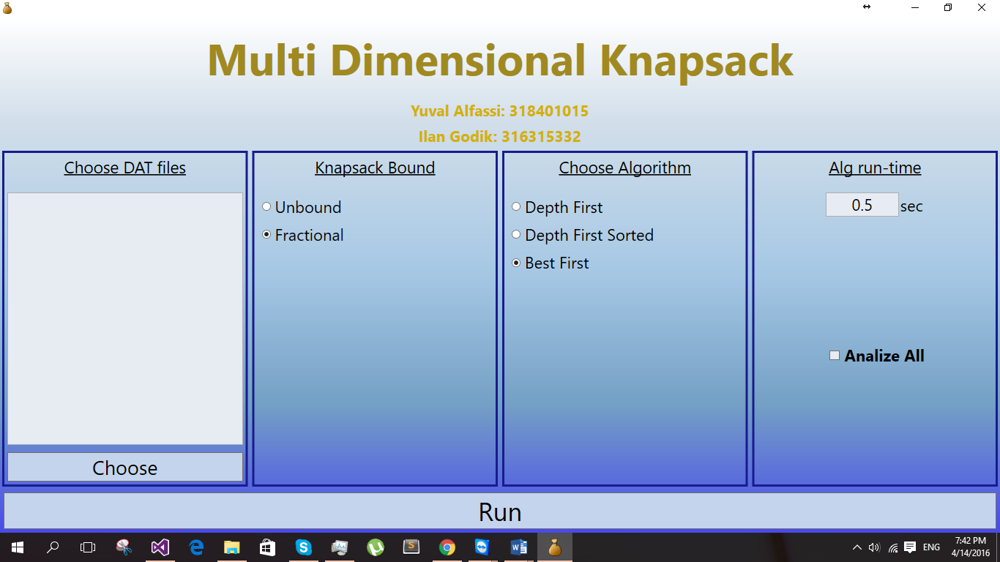 Multi Dimensional Knapsack
Yuval Alfassi: 318401015
Ilan Godik: 316315332
Choose DAT files
Choose
Knapsack Bound
Unbound
Fractional
Choose Algorithm
Depth First
Depth First Sorted
Best First
Alg run-time
0.5 sec
Analize All
Run
ENG
7:42 PM
4/14/2016